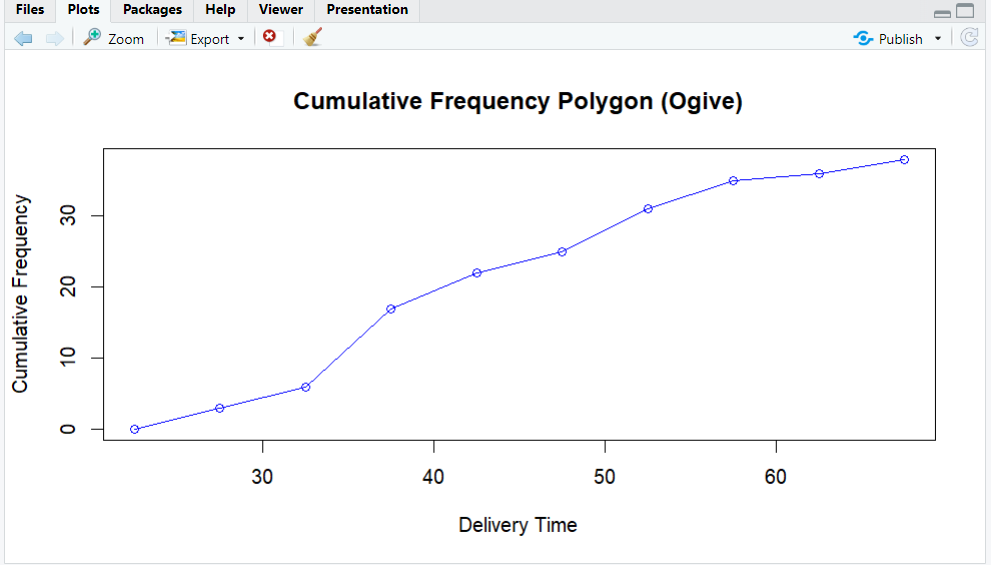 Files Plots Packages Help Viewer Presentation
Zoom Export Publish
Cumulative Frequency Polygon (Ogive)
Cumulative Frequency
30
20
10
0
30 40 50 60
Delivery Time